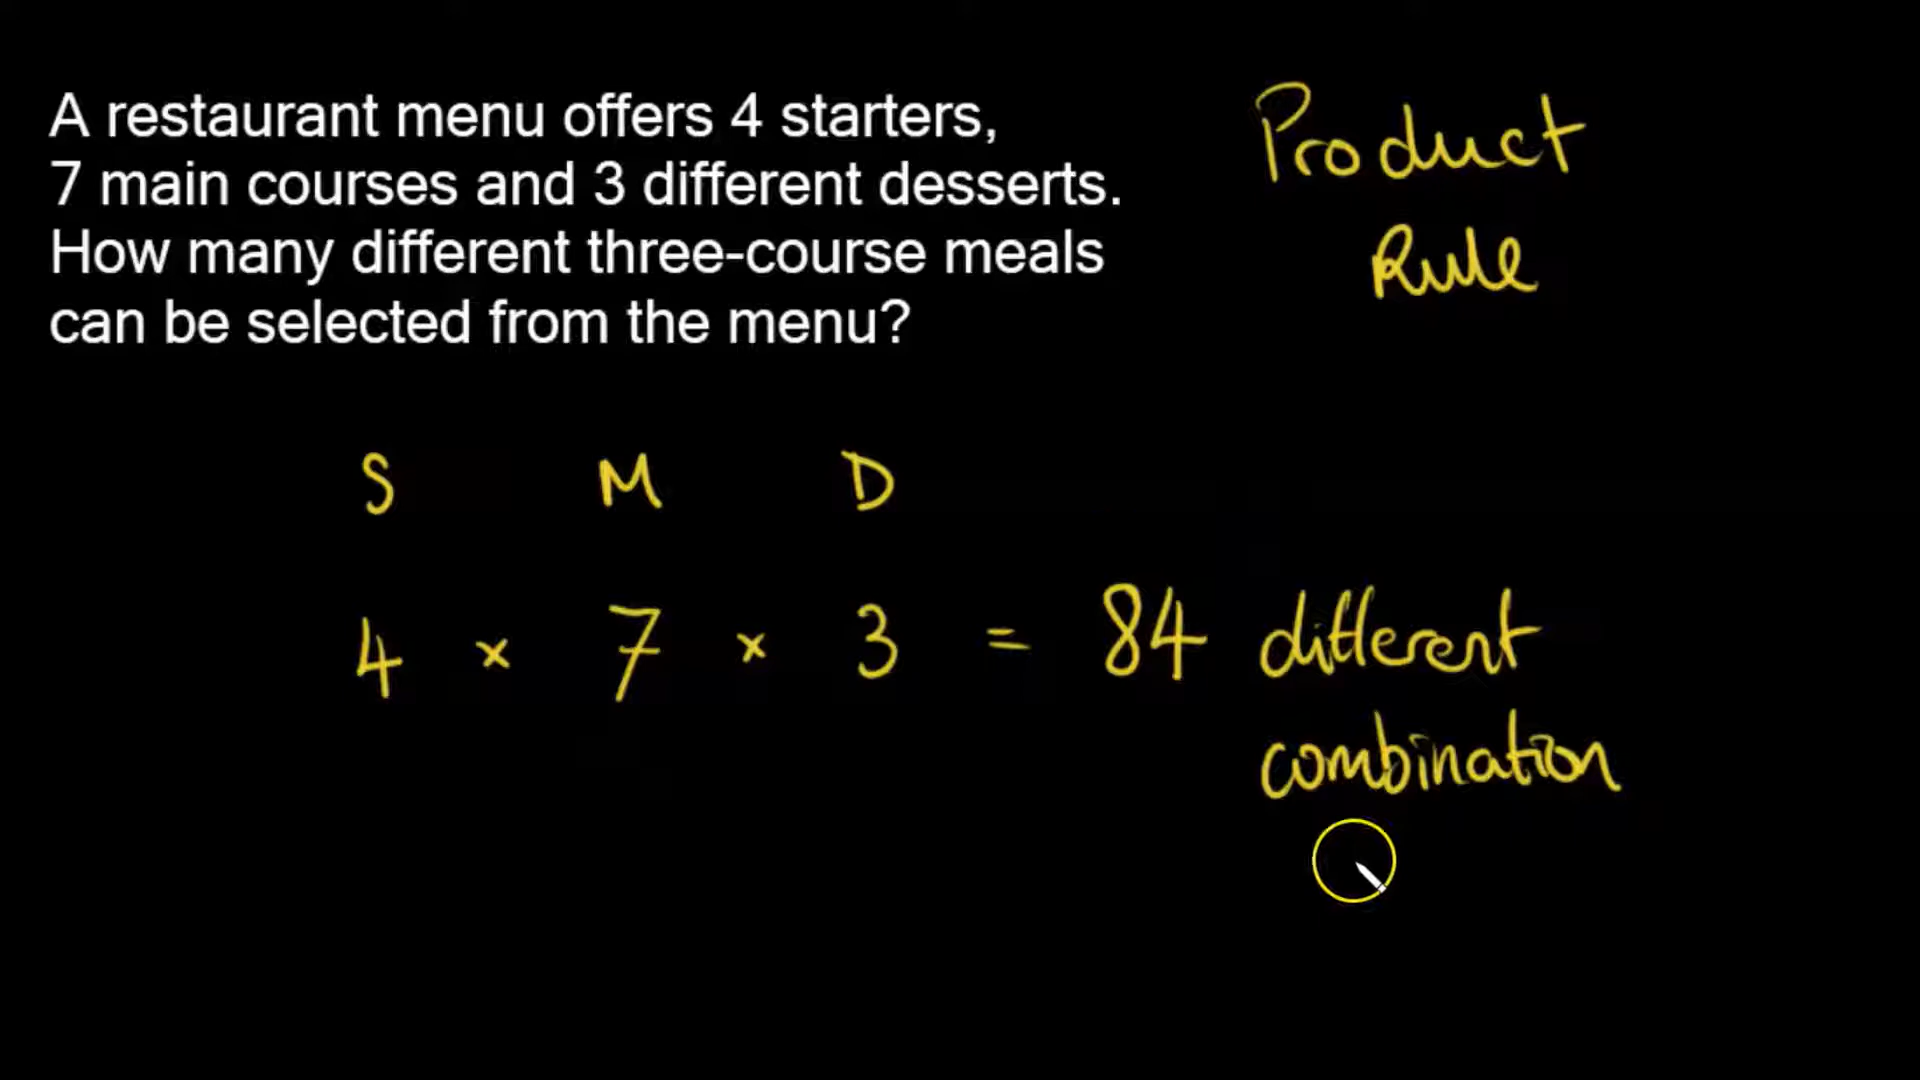 A restaurant menu offers 4 starters,
7 main courses and 3 different desserts.
How many different three-course meals
can be selected from the menu?
Product
Rule
S M D
4 × 7 × 3 = 84 different
combination